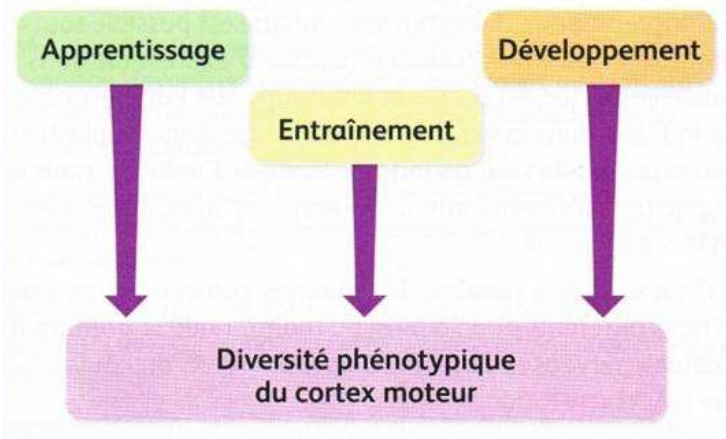 Apprentissage
Développement
Entraînement
Diversité phénotypique
du cortex moteur